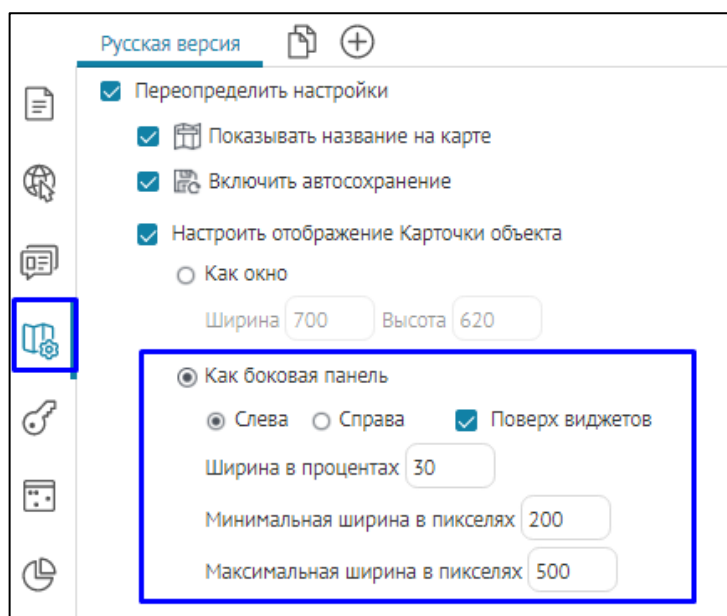 Русская версия
Переопределить настройки
Показывать название на карте
Включить автосохранение
Настроить отображение Карточки объекта
Как окно
Ширина 700 Высота 620
Как боковая панель
Слева Справа Поверх виджетов
Ширина в процентах 30
Минимальная ширина в пикселях 200
Максимальная ширина в пикселях 500